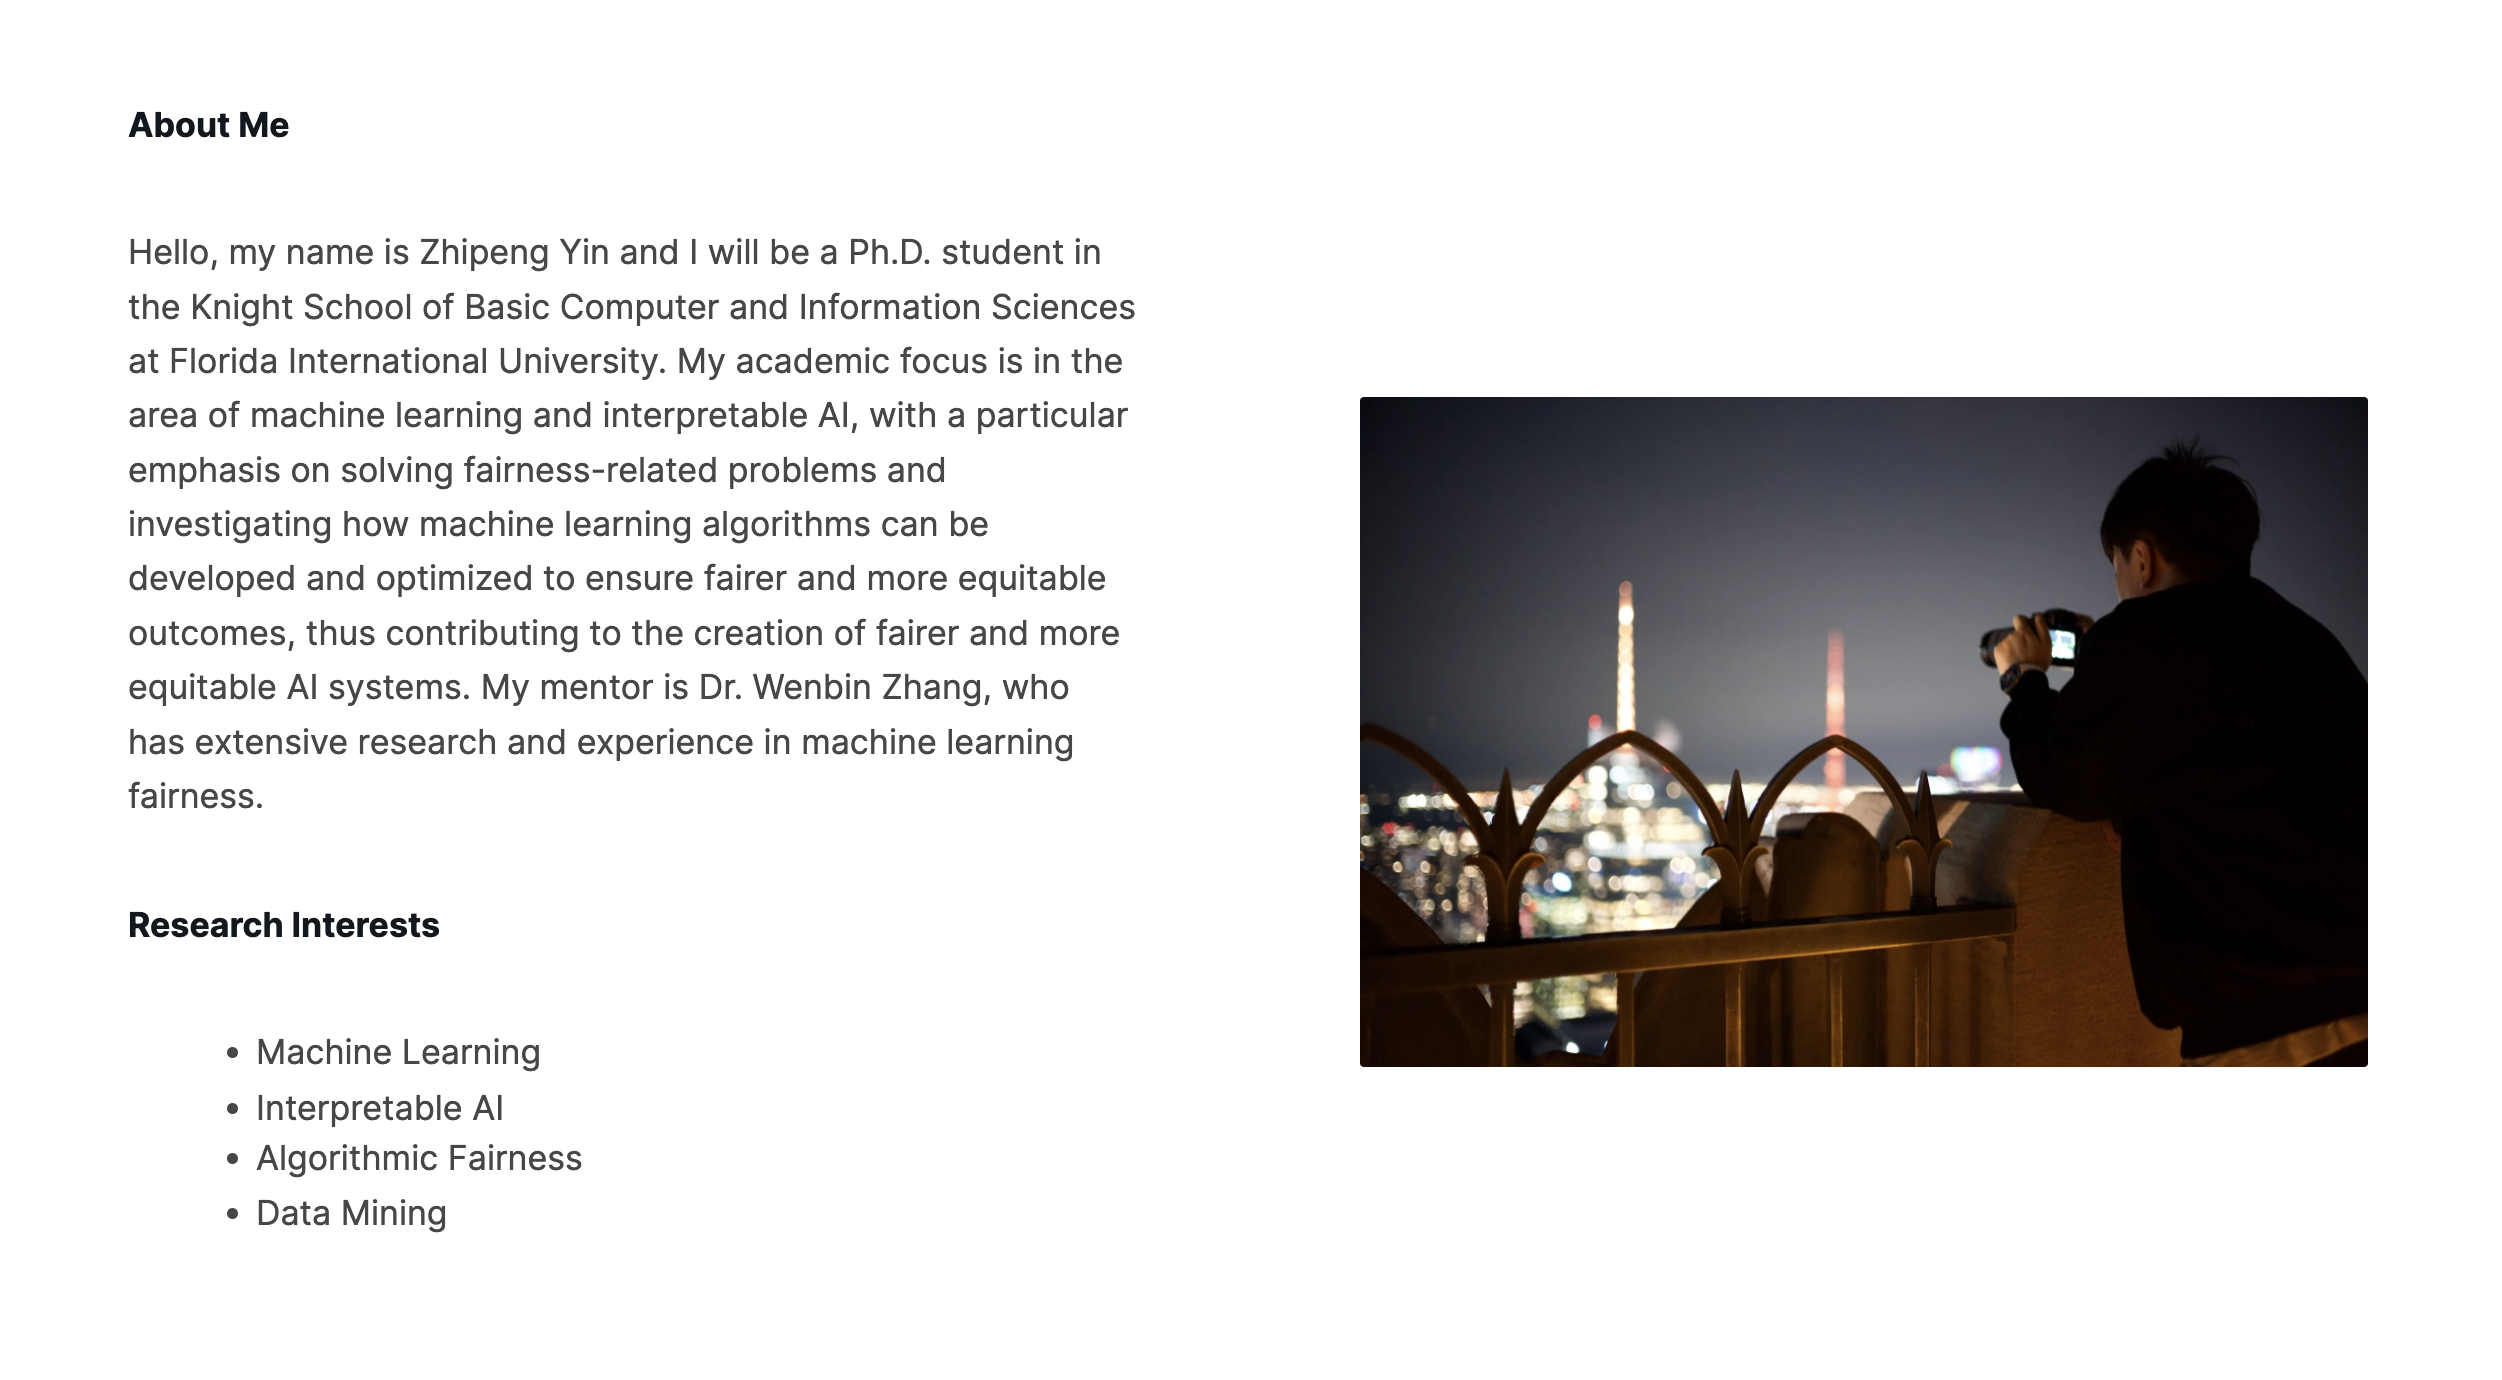 About Me
Hello, my name is Zhipeng Yin and I will be a Ph.D. student in
the Knight School of Basic Computer and Information Sciences
at Florida International University. My academic focus is in the
area of machine learning and interpretable AI, with a particular
emphasis on solving fairness-related problems and
investigating how machine learning algorithms can be
developed and optimized to ensure fairer and more equitable
outcomes, thus contributing to the creation of fairer and more
equitable AI systems. My mentor is Dr. Wenbin Zhang, who
has extensive research and experience in machine learning
fairness.
Research Interests
• Machine Learning
• Interpretable AI
• Algorithmic Fairness
• Data Mining